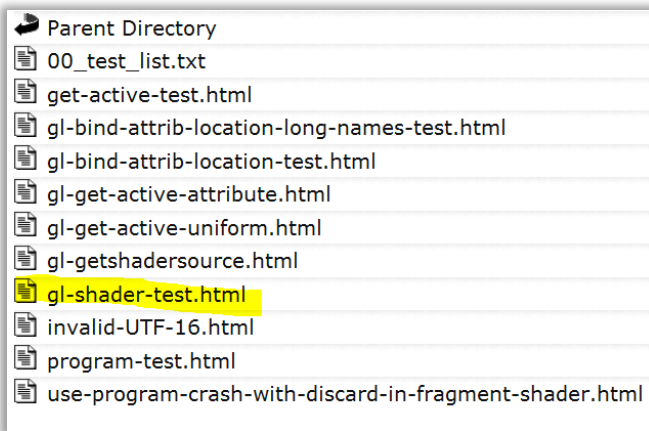 Parent Directory
00_test_list.txt
get-active-test.html
gl-bind-attrib-location-long-names-test.html
gl-bind-attrib-location-test.html
gl-get-active-attribute.html
gl-get-active-uniform.html
gl-getshadersource.html
gl-shader-test.html
invalid-UTF-16.html
program-test.html
use-program-crash-with-discard-in-fragment-shader.html